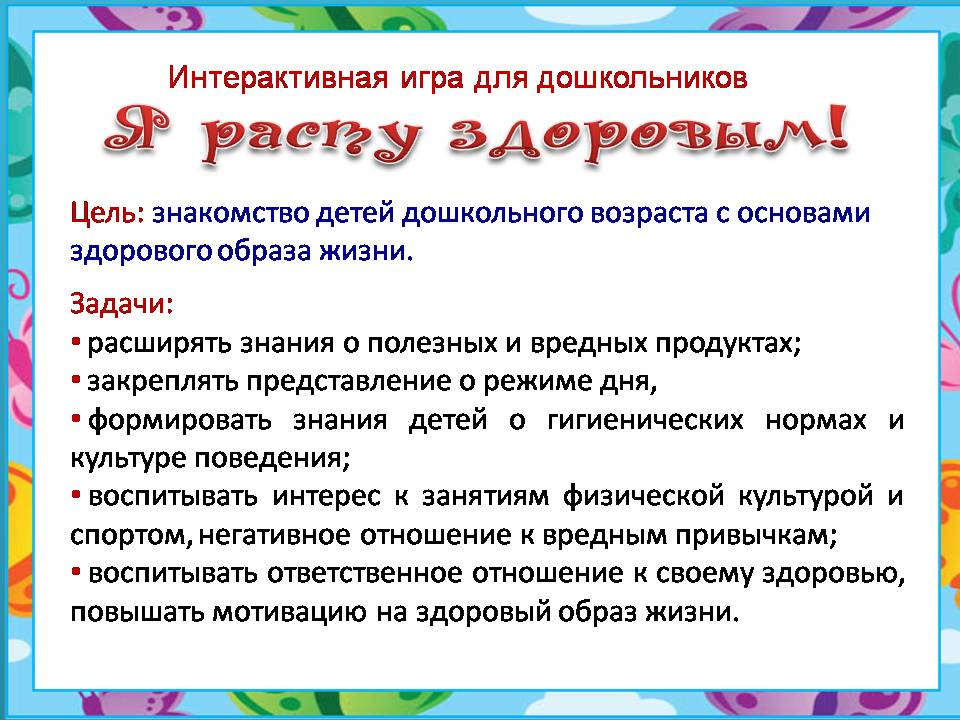 Интерактивная игра для дошкольников
Я расту здоровым!
Цель: знакомство детей дошкольного возраста с основами
здорового образа жизни.
Задачи:
• расширять знания о полезных и вредных продуктах;
• закреплять представление о режиме дня,
• формировать знания детей о гигиенических нормах и
культуре поведения;
• воспитывать интерес к занятиям физической культурой и
спортом, негативное отношение к вредным привычкам;
• воспитывать ответственное отношение к своему здоровью,
повышать мотивацию на здоровый образ жизни.